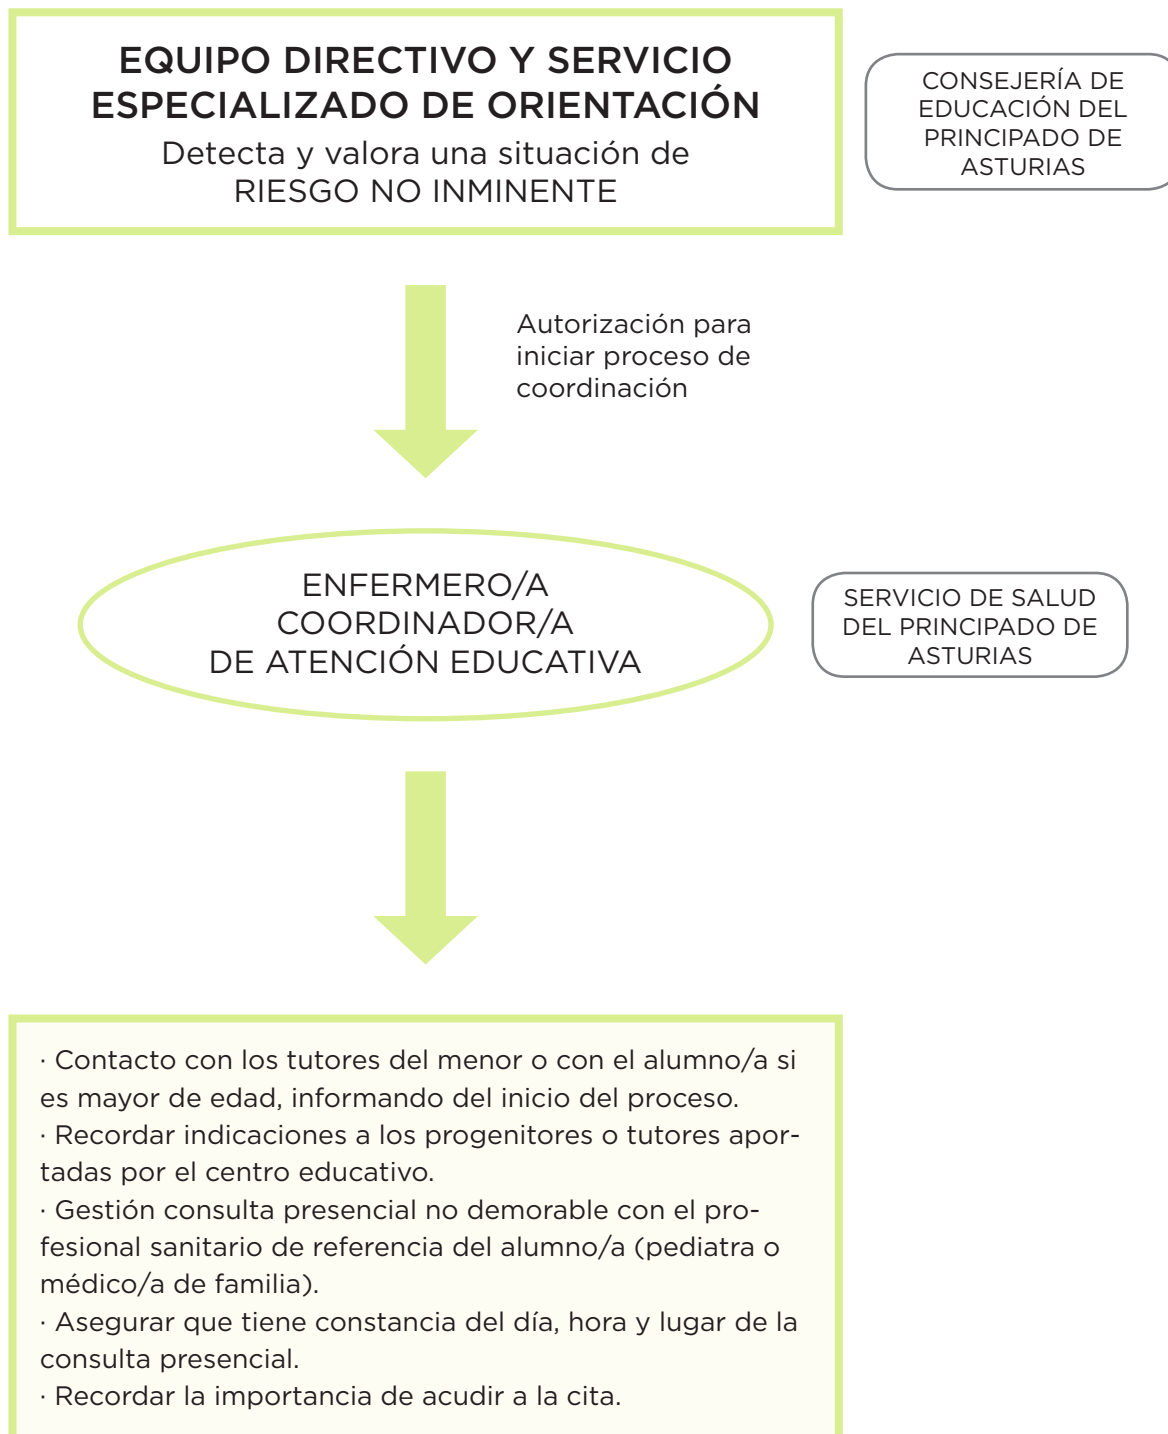 EQUIPO DIRECTIVO Y SERVICIO
ESPECIALIZADO DE ORIENTACIÓN
Detecta y valora una situación de
RIESGO NO INMINENTE
CONSEJERÍA DE
EDUCACIÓN DEL
PRINCIPADO DE
ASTURIAS
Autorización para
iniciar proceso de
coordinación
ENFERMERO/A
COORDINADOR/A
DE ATENCIÓN EDUCATIVA
SERVICIO DE SALUD
DEL PRINCIPADO DE
ASTURIAS
· Contacto con los tutores del menor o con el alumno/a si
es mayor de edad, informando del inicio del proceso.
· Recordar indicaciones a los progenitores o tutores apor-
tadas por el centro educativo.
· Gestión consulta presencial no demorable con el pro-
fesional sanitario de referencia del alumno/a (pediatra o
médico/a de familia).
· Asegurar que tiene constancia del día, hora y lugar de la
consulta presencial.
· Recordar la importancia de acudir a la cita.